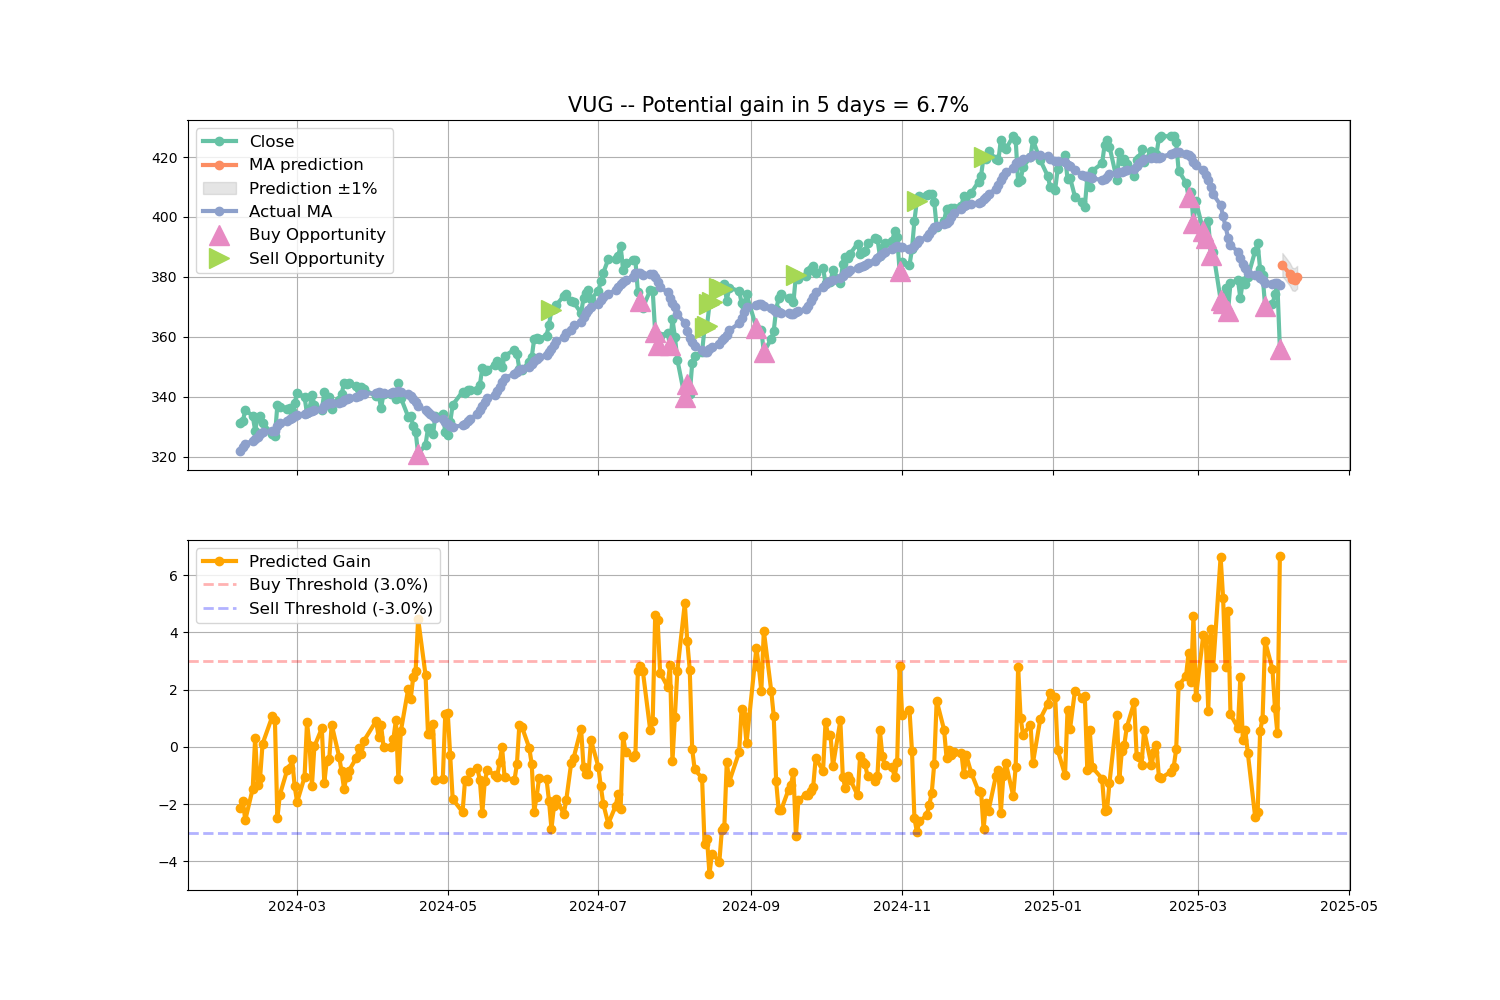 VUG -- Potential gain in 5 days = 6.7%
Close
MA prediction
Prediction ±1%
Actual MA
Buy Opportunity
Sell Opportunity
420
400
380
360
340
320
Predicted Gain
Buy Threshold (3.0%)
Sell Threshold (-3.0%)
6
4
2
0
−2
−4
2024-03 2024-05 2024-07 2024-09 2024-11 2025-01 2025-03 2025-05